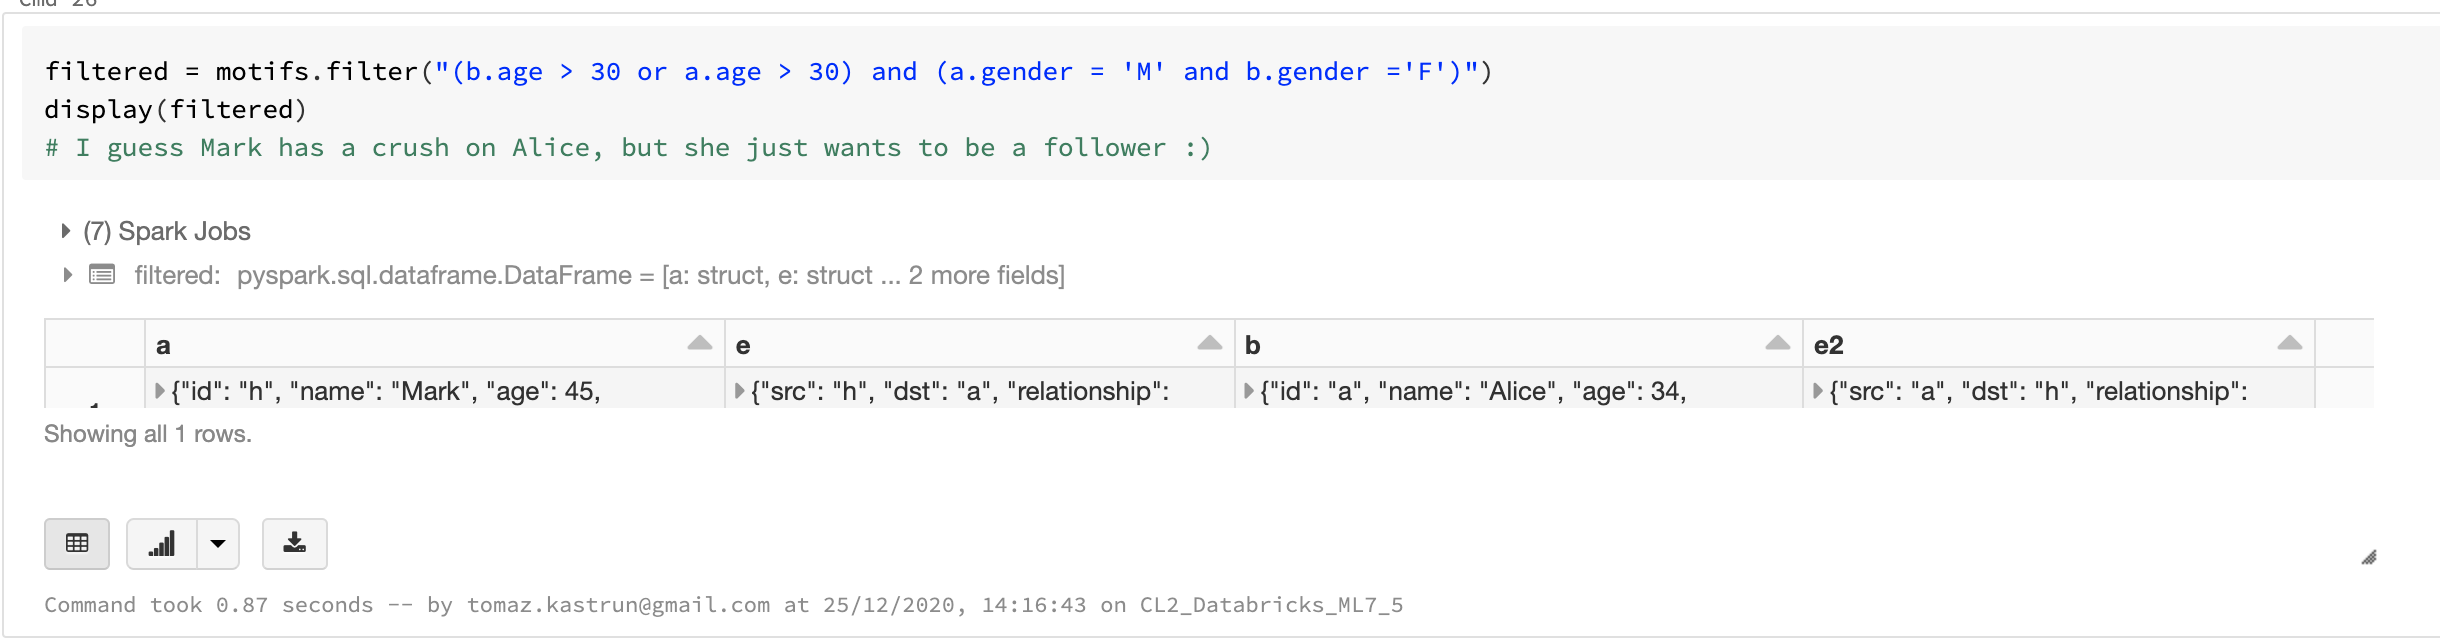 Cmd 26
filtered = motifs.filter("(b.age > 30 or a.age > 30) and (a.gender = 'M' and b.gender ='F')")
display(filtered)
# I guess Mark has a crush on Alice, but she just wants to be a follower :)
(7) Spark Jobs
filtered: pyspark.sql.dataframe.DataFrame = [a: struct, e: struct ... 2 more fields]
a e b e2
{"id": "h", "name": "Mark", "age": 45, {"src": "h", "dst": "a", "relationship": {"id": "a", "name": "Alice", "age": 34, {"src": "a", "dst": "h", "relationship":
Showing all 1 rows.
Command took 0.87 seconds -- by tomaz.kastrun@gmail.com at 25/12/2020, 14:16:43 on CL2_Databricks_ML7_5